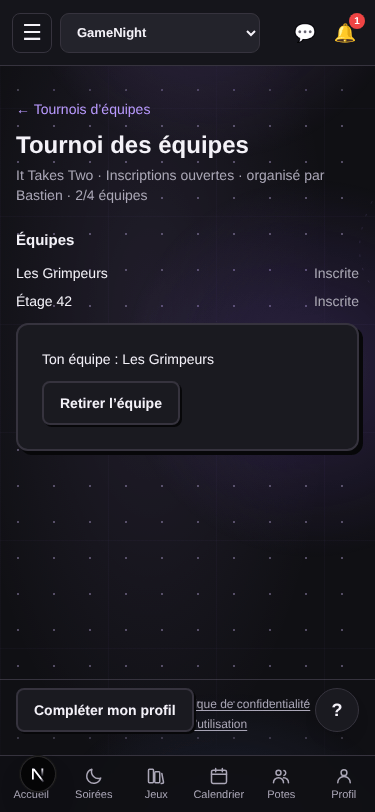 GameNight
1
← Tournois d'équipes
Tournoi des équipes
It Takes Two · Inscriptions ouvertes · organisé par
Bastien · 2/4 équipes
Équipes
Les Grimpeurs Inscrite
Étage 42 Inscrite
Ton équipe : Les Grimpeurs
Retirer l’équipe
Compléter mon profil
que de confidentialité
'utilisation
?
N
Accueil Soirées Jeux Calendrier Potes Profil